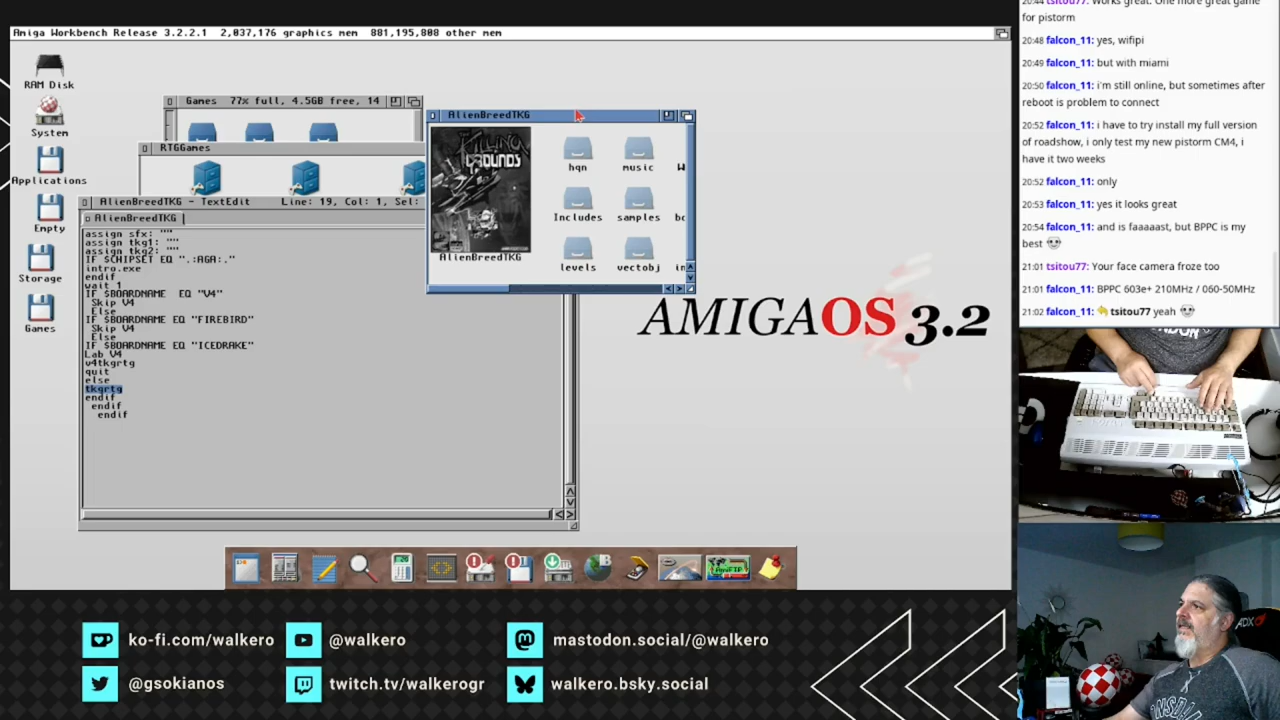 Amiga Workbench Release 3.2.2.1  2,037,176 graphics mem  881,195,808 other mem
RAM Disk
System
Applications
Empty
Storage
Games
Games  77% full, 4.5GB free, 14
RTGGames
AlienBreedTKG - TextEdit  Line: 19, Col: 1, Sel:
AlienBreedTKG
assign sfx: ""
assign tkg1: ""
assign tkg2: ""
IF $CHIPSET EQ ".:AGA:."
intro.exe
endif
wait 1
IF $BOARDNAME  EQ "V4"
Skip V4
Else
IF $BOARDNAME EQ "FIREBIRD"
Skip V4
Else
IF $BOARDNAME EQ "ICEDRAKE"
Lab V4
v4tkgrtg
quit
else
tkgrtg
endif
endif
endif
AlienBreedTKG
KILLING
GROUNDS
AlienBreedTKG
hqn
music
Includes
samples
levels
vectobj
AMIGAOS 3.2
20:44 tsitou77: Works great. One more great game
for pistorm
20:48 falcon_11: yes, wifipi
20:49 falcon_11: but with miami
20:50 falcon_11: i'm still online, but sometimes after
reboot is problem to connect
20:52 falcon_11: i have to try install my full version
of roadshow, i only test my new pistorm CM4, i
have it two weeks
20:52 falcon_11: only
20:53 falcon_11: yes it looks great
20:54 falcon_11: and is faaaaast, but BPPC is my
best
21:01 tsitou77: Your face camera froze too
21:01 falcon_11: BPPC 603e+ 210MHz / 060-50MHz
21:02 falcon_11: tsitou77 yeah
ADX
ko-fi.com/walkero
@walkero
mastodon.social/@walkero
@gsokianos
twitch.tv/walkerogr
walkero.bsky.social